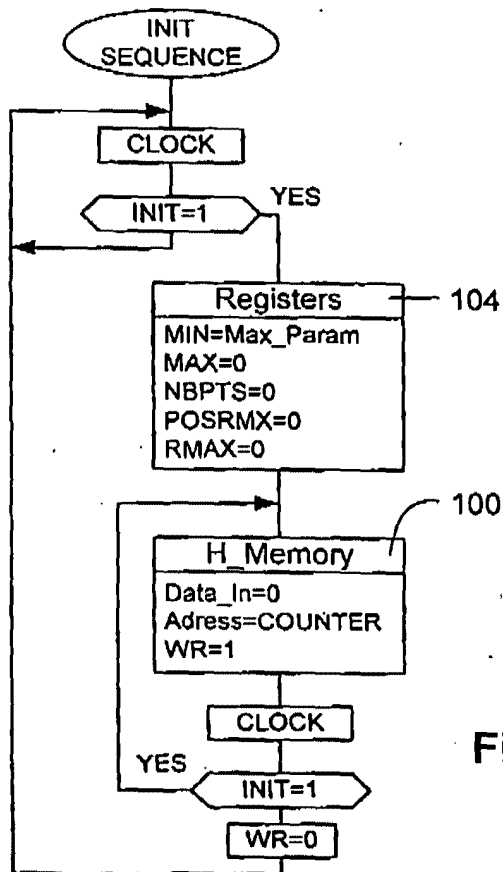 INIT
SEQUENCE
CLOCK
INIT=1
YES
Registers
104
MIN=Max_Param
MAX=0
NBPTS=0
POSRMX=0
RMAX=0
100
H_Memory
Data_In=0
Adress=COUNTER
WR=1
CLOCK
YES
INIT=1
WR=0